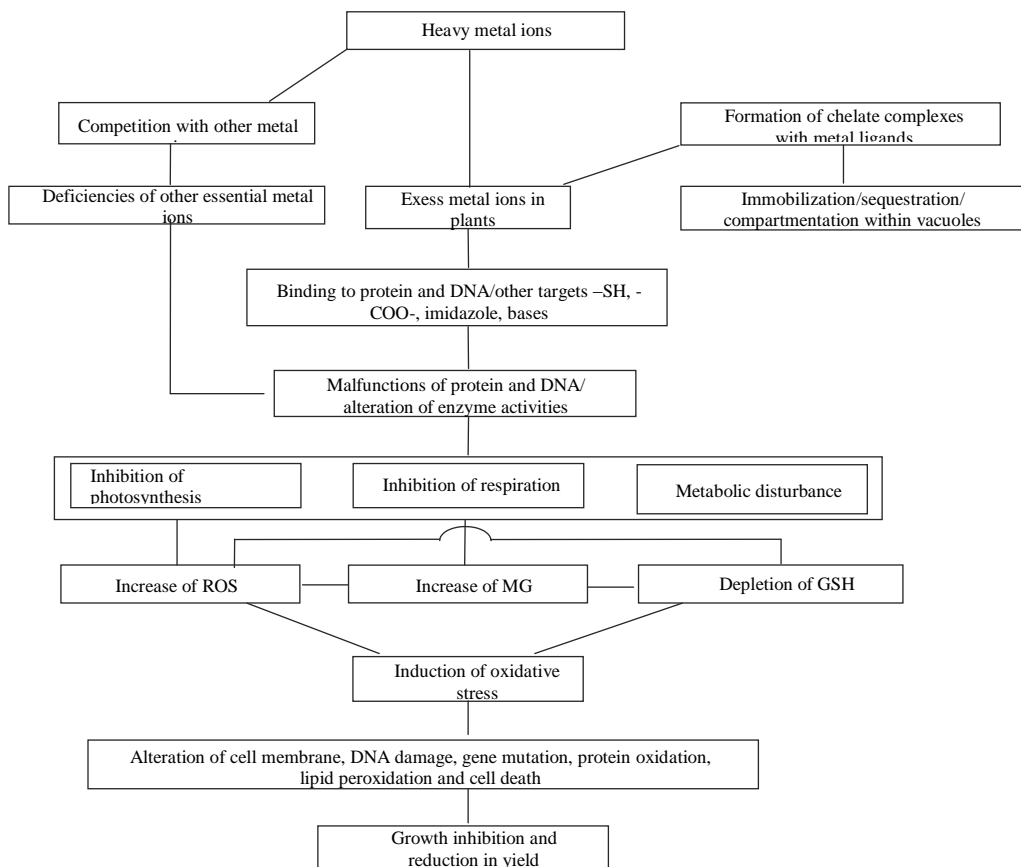 Heavy metal ions
Competition with other metal
Formation of chelate complexes
with metal ligands
Deficiencies of other essential metal
ions
Exess metal ions in
plants
Immobilization/sequestration/
compartmentation within vacuoles
Binding to protein and DNA/other targets –SH, -
COO-, imidazole, bases
Malfunctions of protein and DNA/
alteration of enzyme activities
Inhibition of
photosynthesis
Inhibition of respiration
Metabolic disturbance
Increase of ROS
Increase of MG
Depletion of GSH
Induction of oxidative
stress
Alteration of cell membrane, DNA damage, gene mutation, protein oxidation,
lipid peroxidation and cell death
Growth inhibition and
reduction in yield